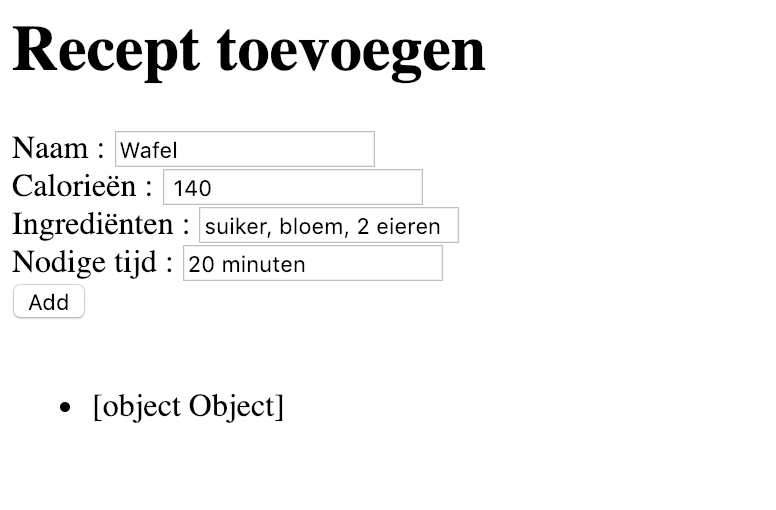 Recept toevoegen
Naam : Wafel
Calorieën : 140
Ingrediënten : suiker, bloem, 2 eieren
Nodige tijd : 20 minuten
Add
• [object Object]